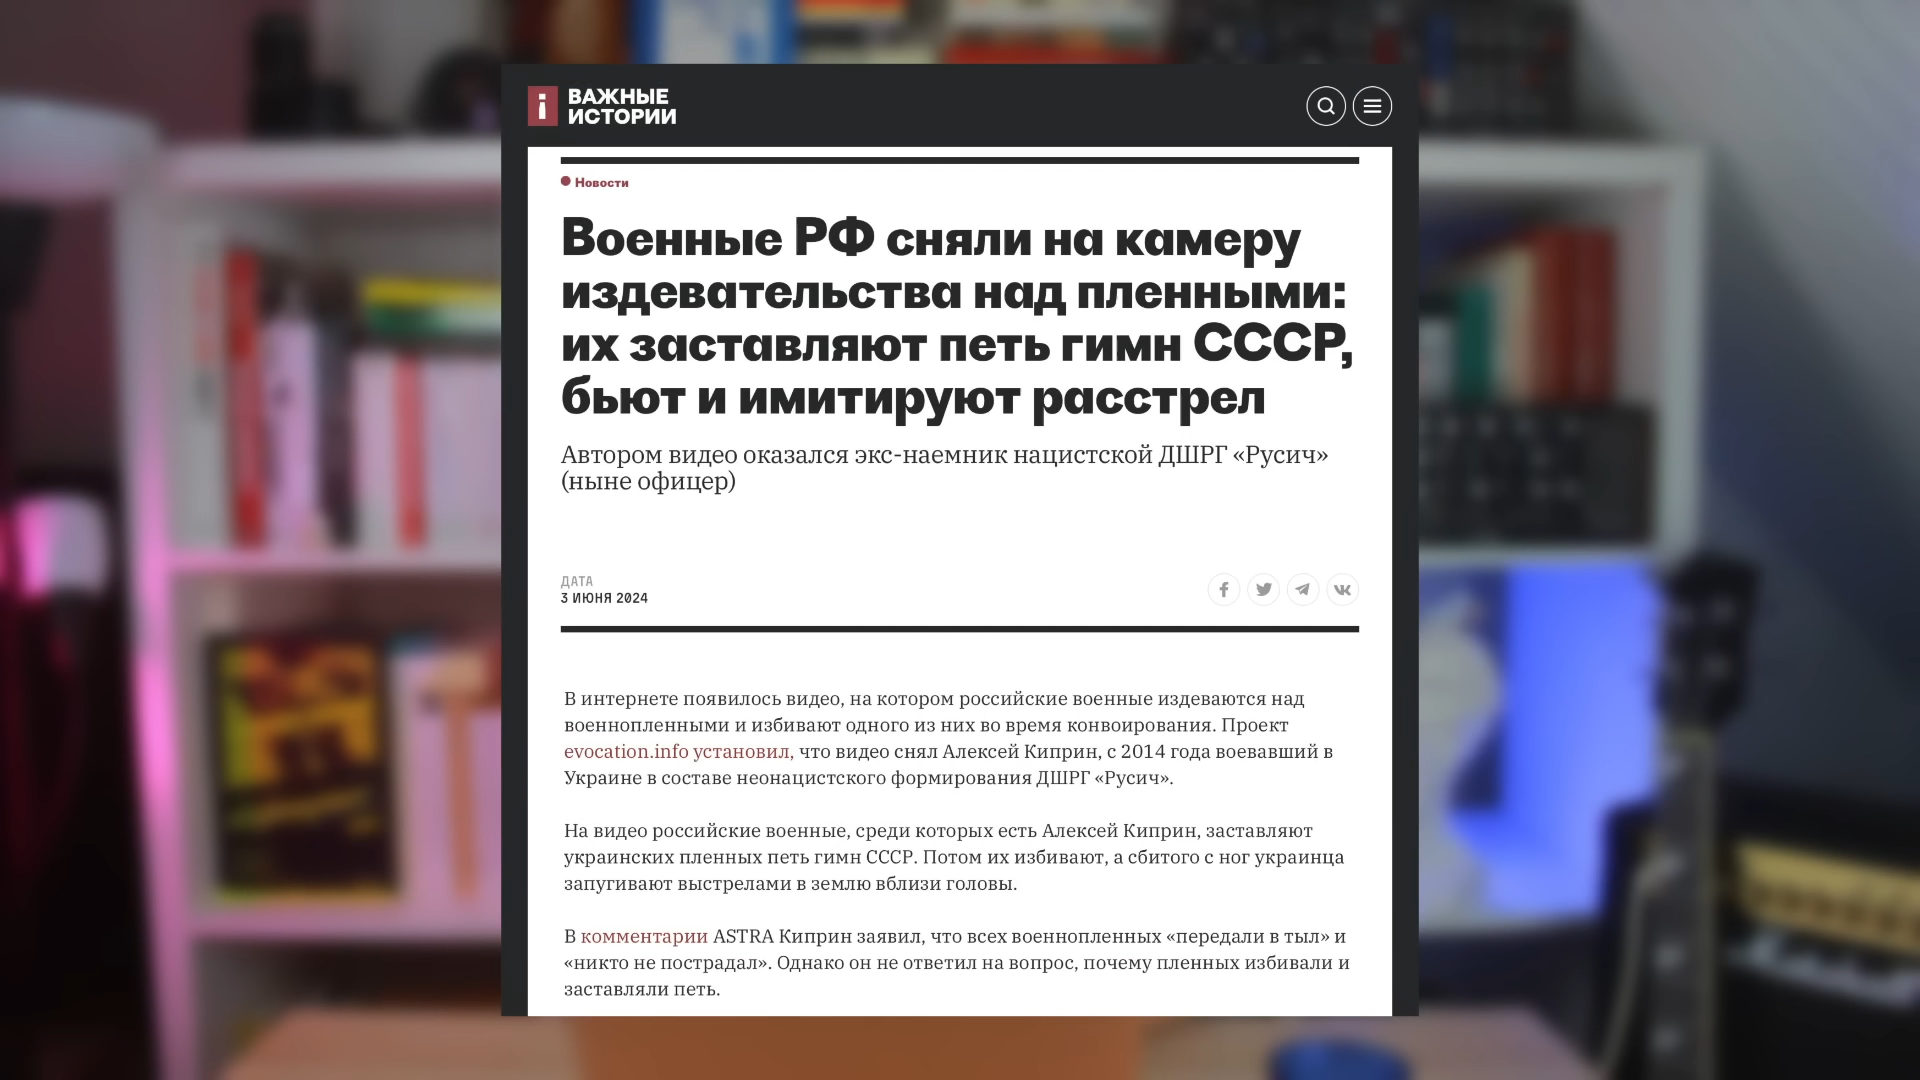 ВАЖНЫЕ
ИСТОРИИ
Новости
Военные РФ сняли на камеру
издевательства над пленными:
их заставляют петь гимн СССР,
бьют и имитируют расстрел
Автором видео оказался экс-наемник нацистской ДШРГ «Русич»
(ныне офицер)
ДАТА
3 ИЮНЯ 2024
В интернете появилось видео, на котором российские военные издеваются над
военнопленными и избивают одного из них во время конвоирования. Проект
evocation.info установил, что видео снял Алексей Киприн, с 2014 года воевавший в
Украине в составе неонацистского формирования ДШРГ «Русич».
На видео российские военные, среди которых есть Алексей Киприн, заставляют
украинских пленных петь гимн СССР. Потом их избивают, а сбитого с ног украинца
запугивают выстрелами в землю вблизи головы.
В комментарии ASTRA Киприн заявил, что всех военнопленных «передали в тыл» и
«никто не пострадал». Однако он не ответил на вопрос, почему пленных избивали и
заставляли петь.
Marshall